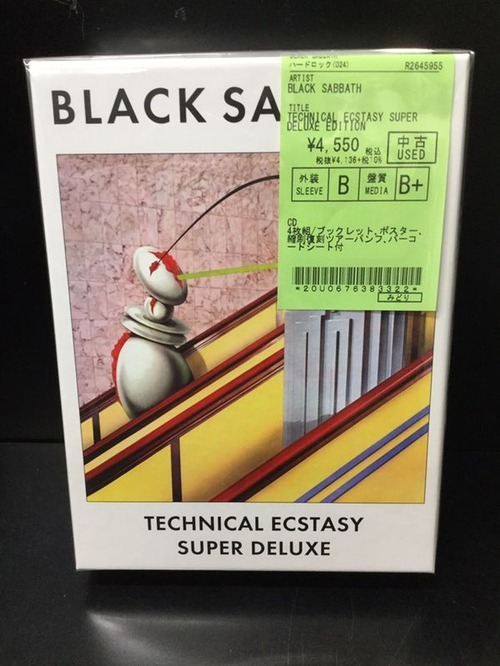 BLACK SA
ハードロック(024) R2645955
ARTIST
BLACK SABBATH
TITLE
TECHNICAL ECSTASY SUPER
DELUXE EDITION
¥4,550 税込
税抜¥4,136+税10%
中古
USED
外装
SLEEVE
B
盤質
MEDIA
B+
CD
4枚組/ブックレット、ポスター、
縮刷復刻ツアーパンフ、バーコ
ードシート付
*20U0676383322*
みどり
TECHNICAL ECSTASY
SUPER DELUXE